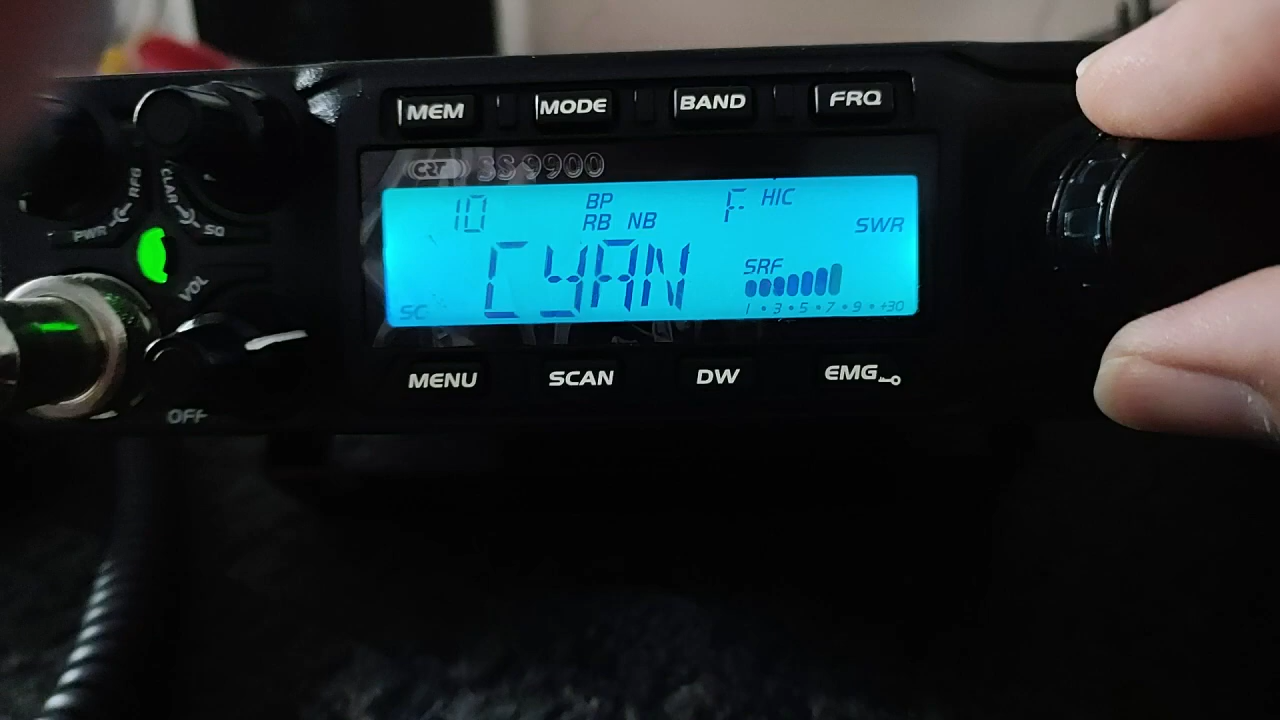 MEM MODE BAND FRQ
CRT SS 9900
RFG CLAR
PWR SQ
10 BP F HIC
RB NB SWR
CYAN
SRF
SC 1 • 3 • 5 • 7 • 9 • +30
VOL
MENU SCAN DW EMG
OFF